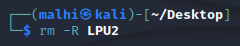 ┌──(malhi㉿kali)-[~/Desktop]
└─$ rm -R LPU2